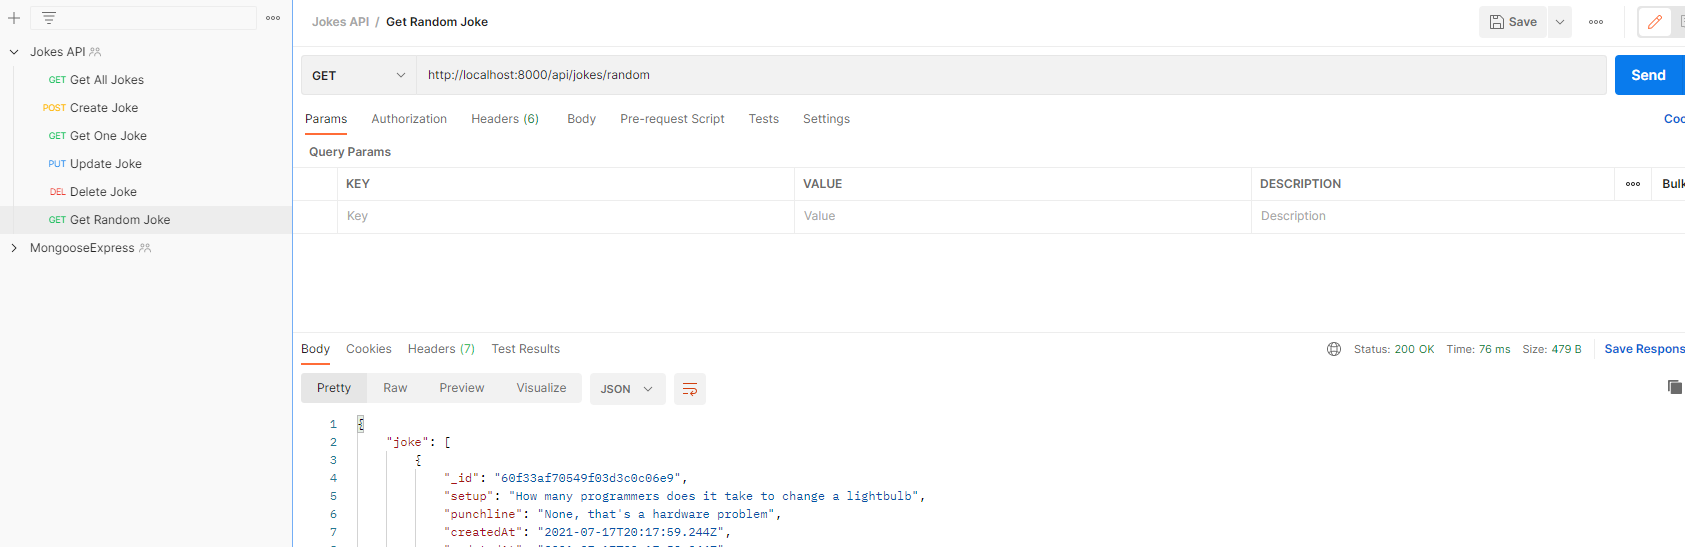 Jokes API / Get Random Joke
Save
Jokes API
GET Get All Jokes
POST Create Joke
GET Get One Joke
PUT Update Joke
DEL Delete Joke
GET Get Random Joke
MongooseExpress
GET http://localhost:8000/api/jokes/random Send
Params Authorization Headers (6) Body Pre-request Script Tests Settings Coo
Query Params
KEY VALUE DESCRIPTION Bulk
Key Value Description
Body Cookies Headers (7) Test Results Status: 200 OK Time: 76 ms Size: 479 B Save Respons
Pretty Raw Preview Visualize JSON
1 {
2 "joke": [
3 {
4 "_id": "60f33af70549f03d3c0c06e9",
5 "setup": "How many programmers does it take to change a lightbulb",
6 "punchline": "None, that's a hardware problem",
7 "createdAt": "2021-07-17T20:17:59.244Z",